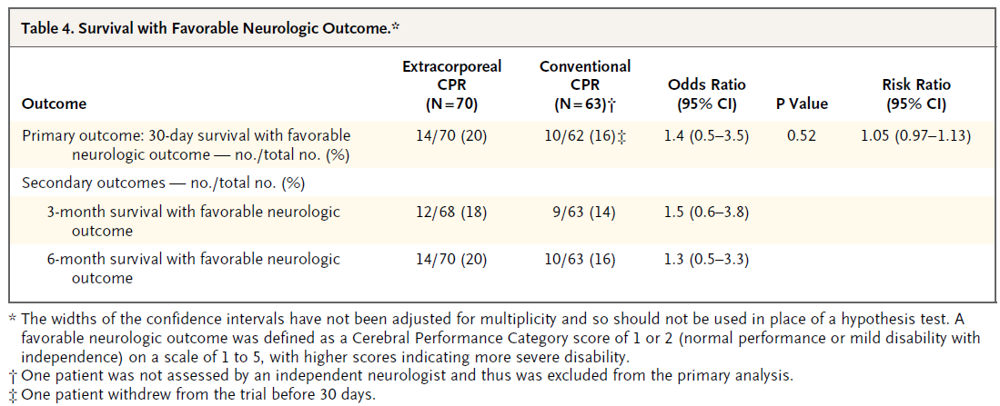 Table 4. Survival with Favorable Neurologic Outcome.*
Outcome Extracorporeal CPR (N=70) Conventional CPR (N=63)† Odds Ratio (95% CI) P Value Risk Ratio (95% CI)
Primary outcome: 30-day survival with favorable neurologic outcome — no./total no. (%) 14/70 (20) 10/62 (16)‡ 1.4 (0.5–3.5) 0.52 1.05 (0.97–1.13)
Secondary outcomes — no./total no. (%)
3-month survival with favorable neurologic outcome 12/68 (18) 9/63 (14) 1.5 (0.6–3.8)
6-month survival with favorable neurologic outcome 14/70 (20) 10/63 (16) 1.3 (0.5–3.3)
* The widths of the confidence intervals have not been adjusted for multiplicity and so should not be used in place of a hypothesis test. A
favorable neurologic outcome was defined as a Cerebral Performance Category score of 1 or 2 (normal performance or mild disability with
independence) on a scale of 1 to 5, with higher scores indicating more severe disability.
† One patient was not assessed by an independent neurologist and thus was excluded from the primary analysis.
‡ One patient withdrew from the trial before 30 days.